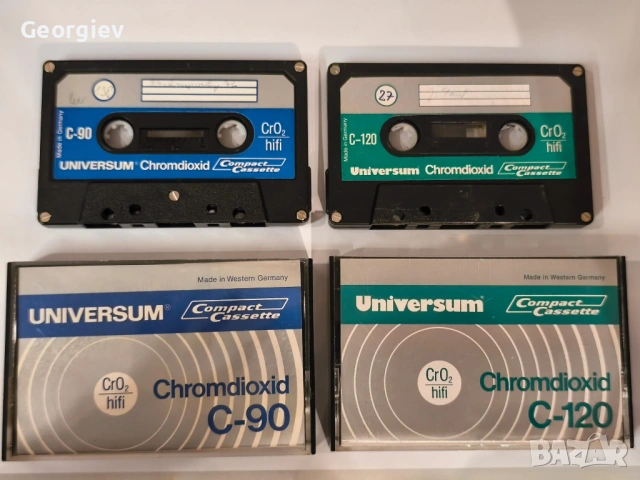 Georgiev
C-90
Made in Germany
CrO₂
hifi
UNIVERSUM® Chromdioxid Compact Cassette
27
C-120
Made in Germany
CrO₂
hifi
Universum Chromdioxid Compact Cassette
Made in Western Germany
UNIVERSUM® Compact Cassette
CrO₂
hifi
Chromdioxid
C-90
Made in Western Germany
Universum® Compact Cassette
CrO₂
hifi
Chromdioxid
C-120
BAZAR